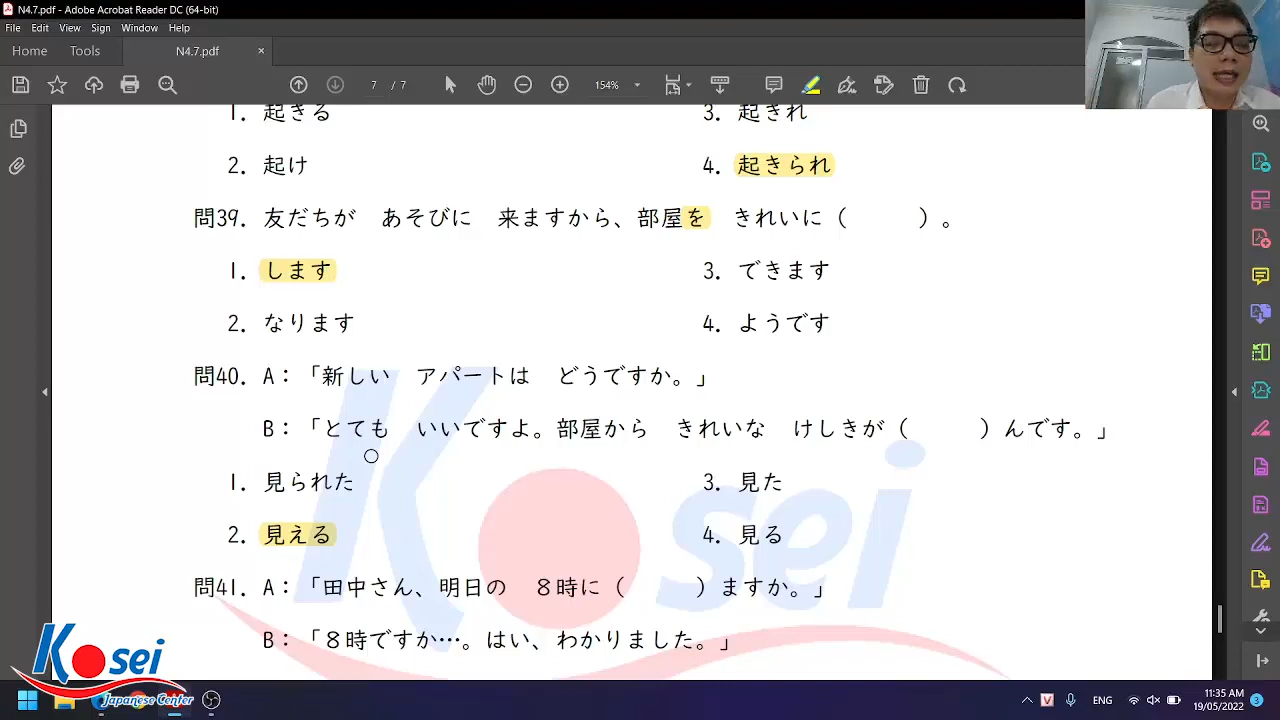 N4.7.pdf - Adobe Acrobat Reader DC (64-bit)
File Edit View Sign Window Help
Home Tools N4.7.pdf ×
7 / 7 154%
1. 起きる 3. 起きれ
2. 起け 4. 起きられ
問39. 友だちが あそびに 来ますから、部屋を きれいに（ ）。
1. します 3. できます
2. なります 4. ようです
問40. A：「新しい アパートは どうですか。」
B：「とても いいですよ。部屋から きれいな けしきが（ ）んです。」
1. 見られた 3. 見た
2. 見える 4. 見る
問41. A：「田中さん、明日の 8時に（ ）ますか。」
B：「8時ですか…。はい、わかりました。」
Kosei
Kosei
Japanese Center
V ENG 11:35 AM
19/05/2022 3